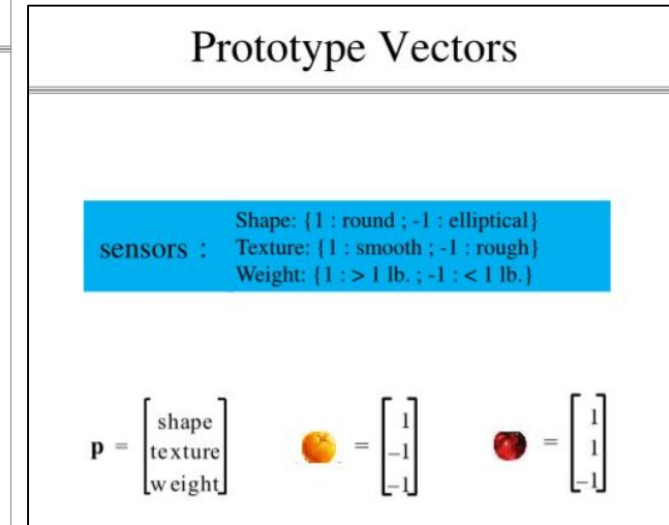 Prototype Vectors
sensors :
Shape: {1 : round ; -1 : elliptical}
Texture: {1 : smooth ; -1 : rough}
Weight: {1 : > 1 lb. ; -1 : < 1 lb.}
p = [shape texture weight] = [1 -1 -1] = [1 1 -1]